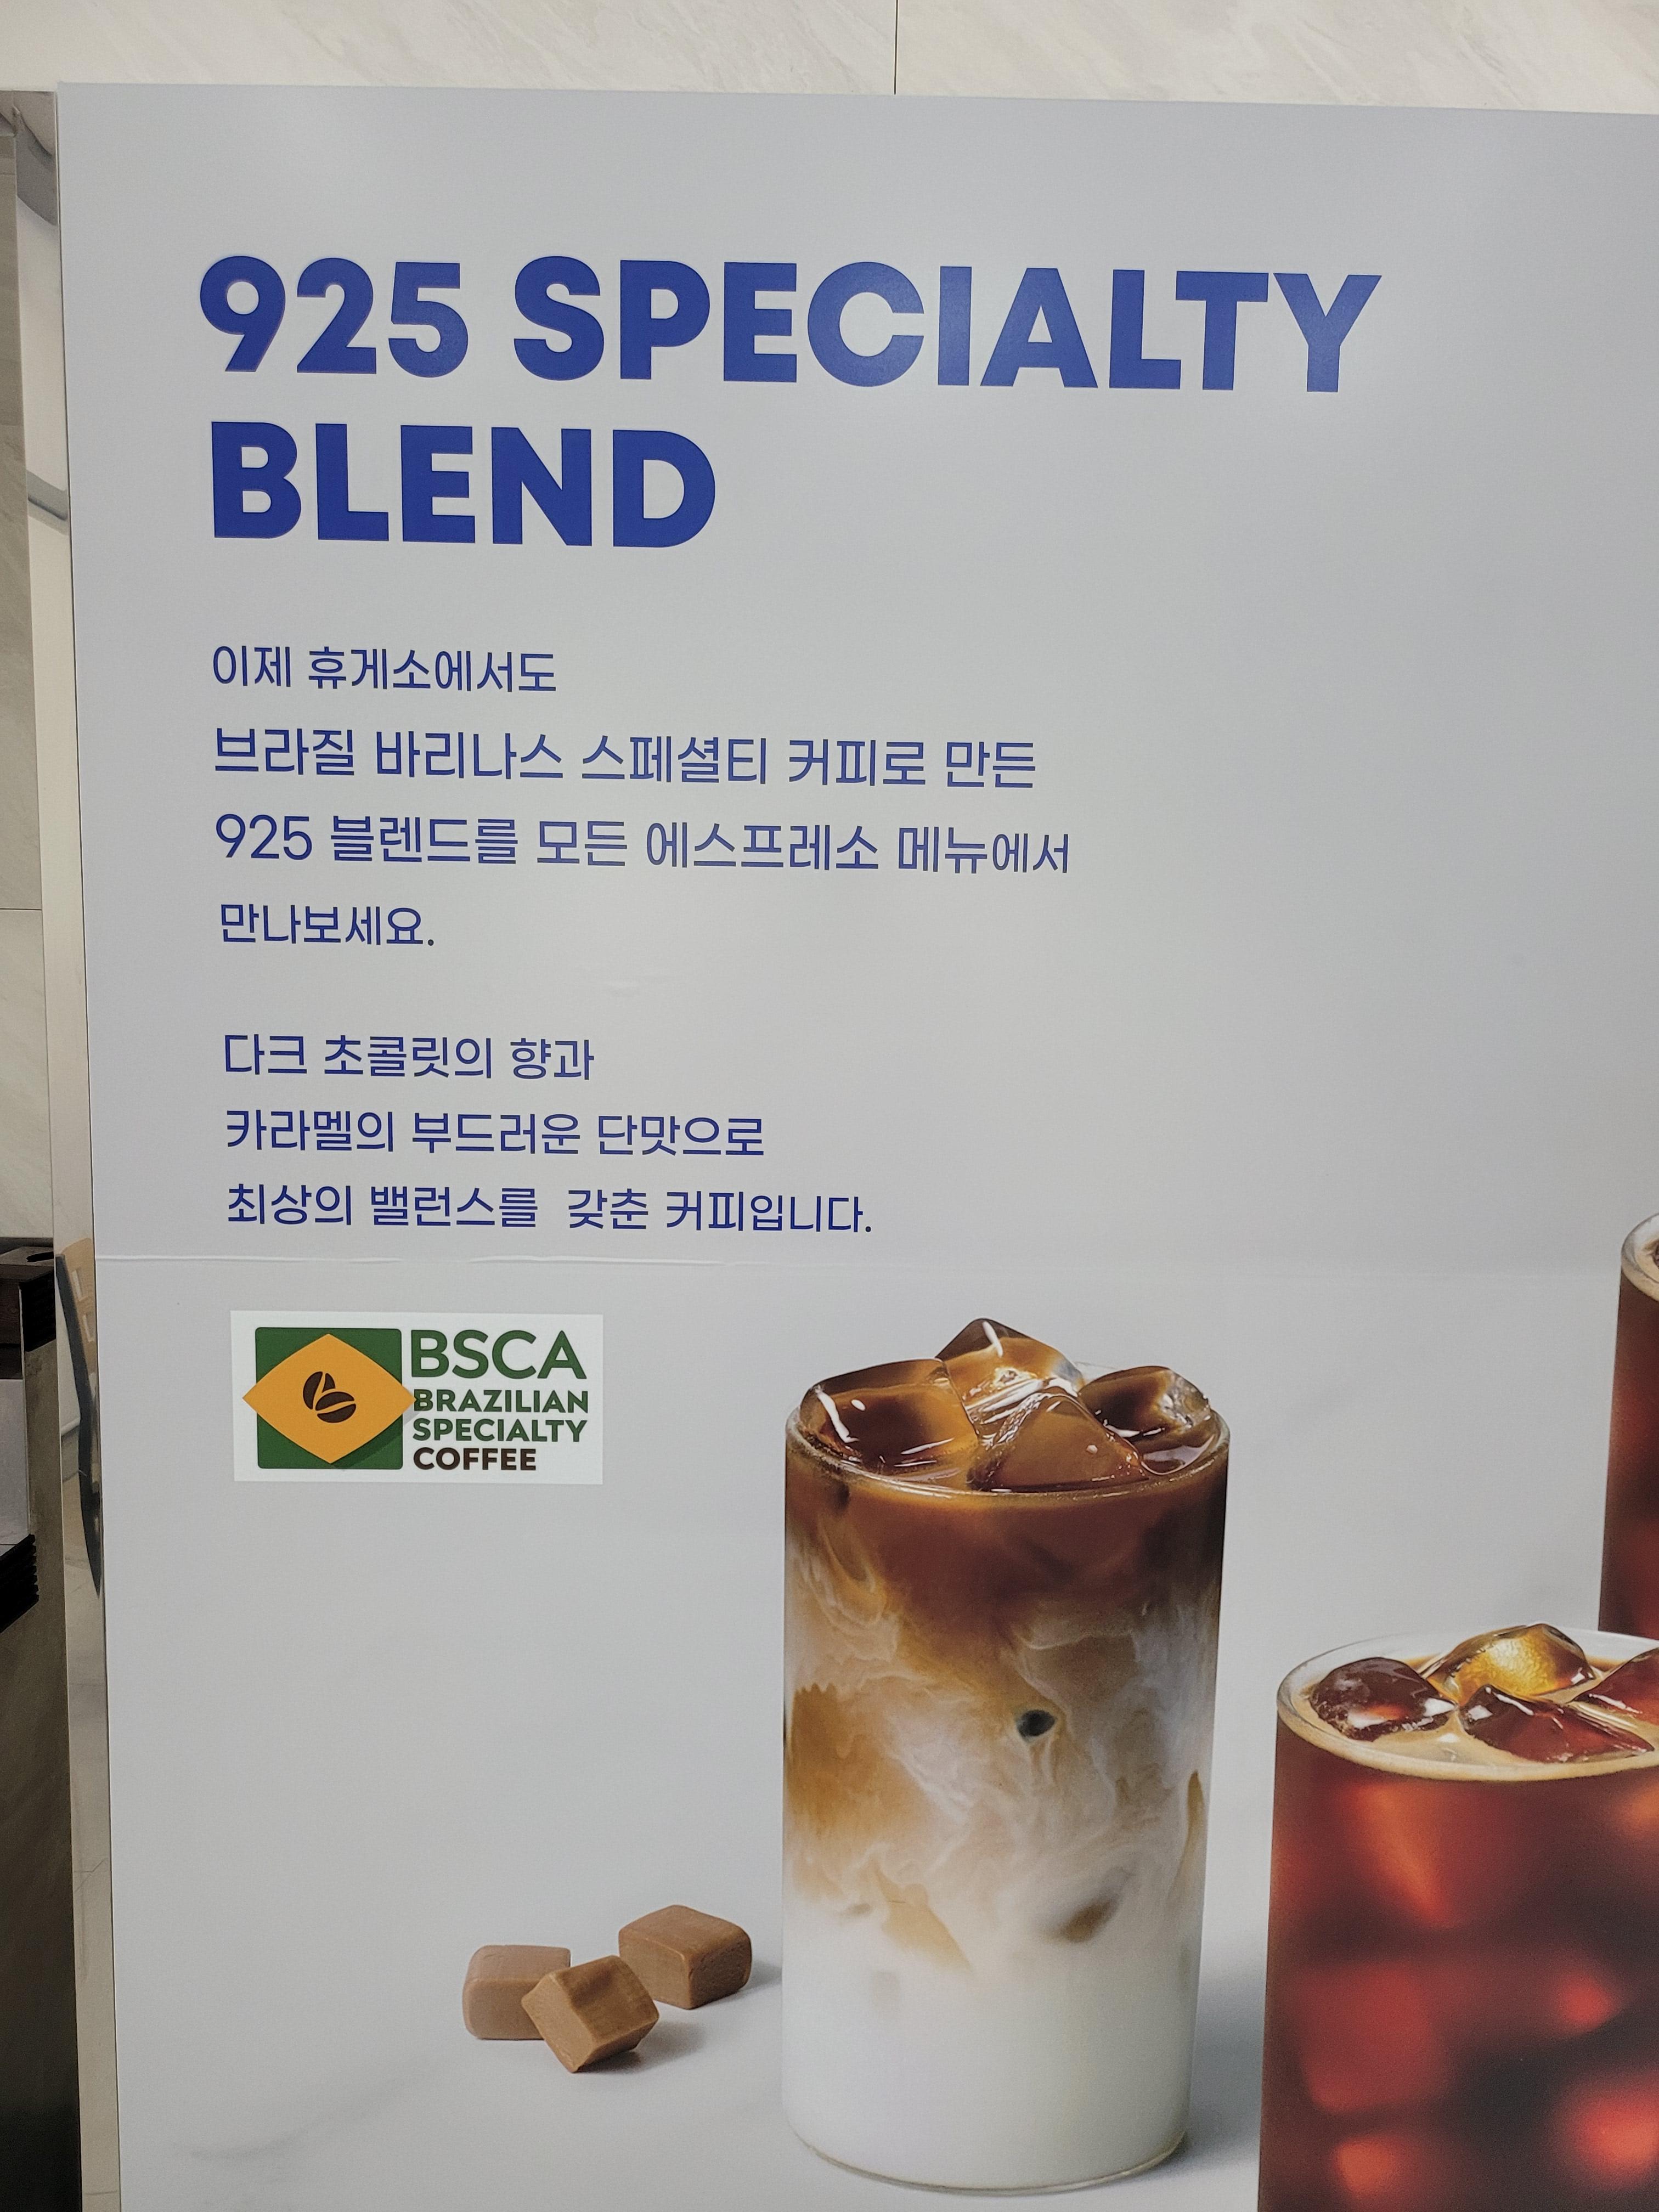 925 SPECIALTY
BLEND
이제 휴게소에서도
브라질 바리나스 스페셜티 커피로 만든
925 블렌드를 모든 에스프레소 메뉴에서
만나보세요.
다크 초콜릿의 향과
카라멜의 부드러운 단맛으로
최상의 밸런스를 갖춘 커피입니다.
BSCA
BRAZILIAN
SPECIALTY
COFFEE